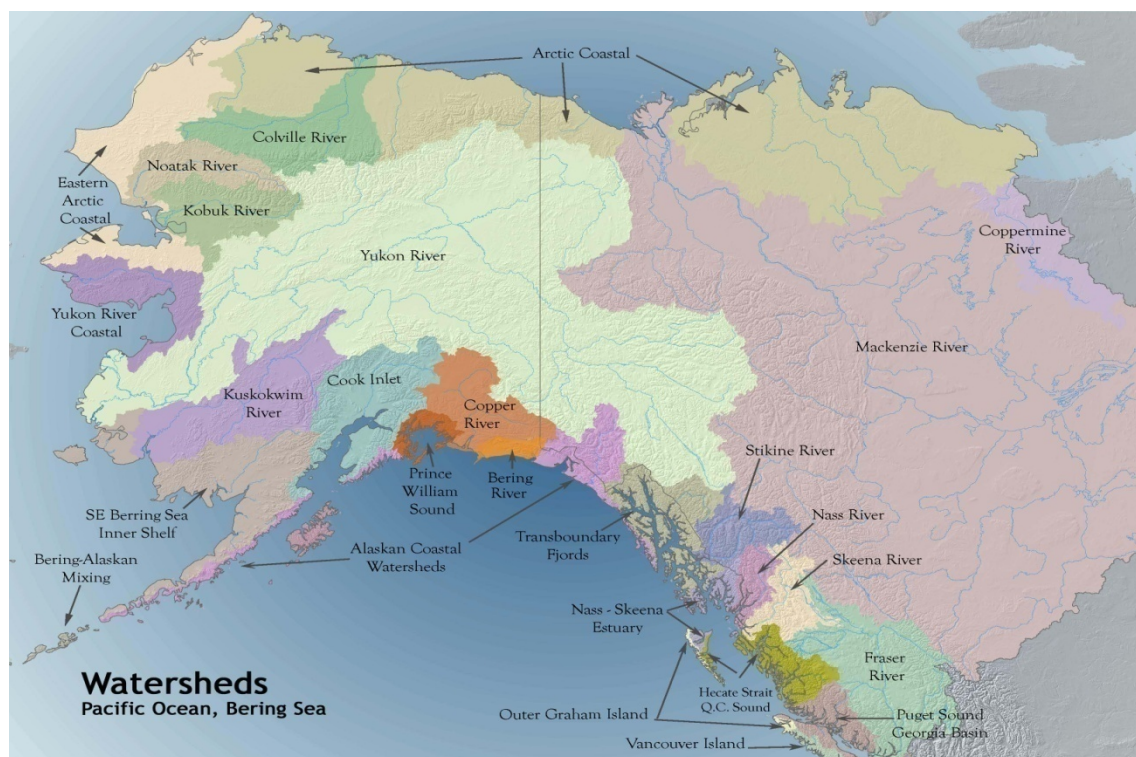 Arctic Coastal
Colville River
Noatak River
Eastern
Arctic
Coastal
Kobuk River
Coppermine
River
Yukon River
Yukon River
Coastal
Mackenzie River
Cook Inlet
Kuskokwim
River
Copper
River
Stikine River
Prince
William
Sound
Bering
River
SE Berring Sea
Inner Shelf
Nass River
Transboundary
Fjords
Alaskan Coastal
Watersheds
Bering-Alaskan
Mixing
Skeena River
Nass - Skeena
Estuary
Fraser
River
Watersheds
Pacific Ocean, Bering Sea
Hecate Strait
Q.C. Sound
Outer Graham Island
Puget Sound
Georgia Basin
Vancouver Island